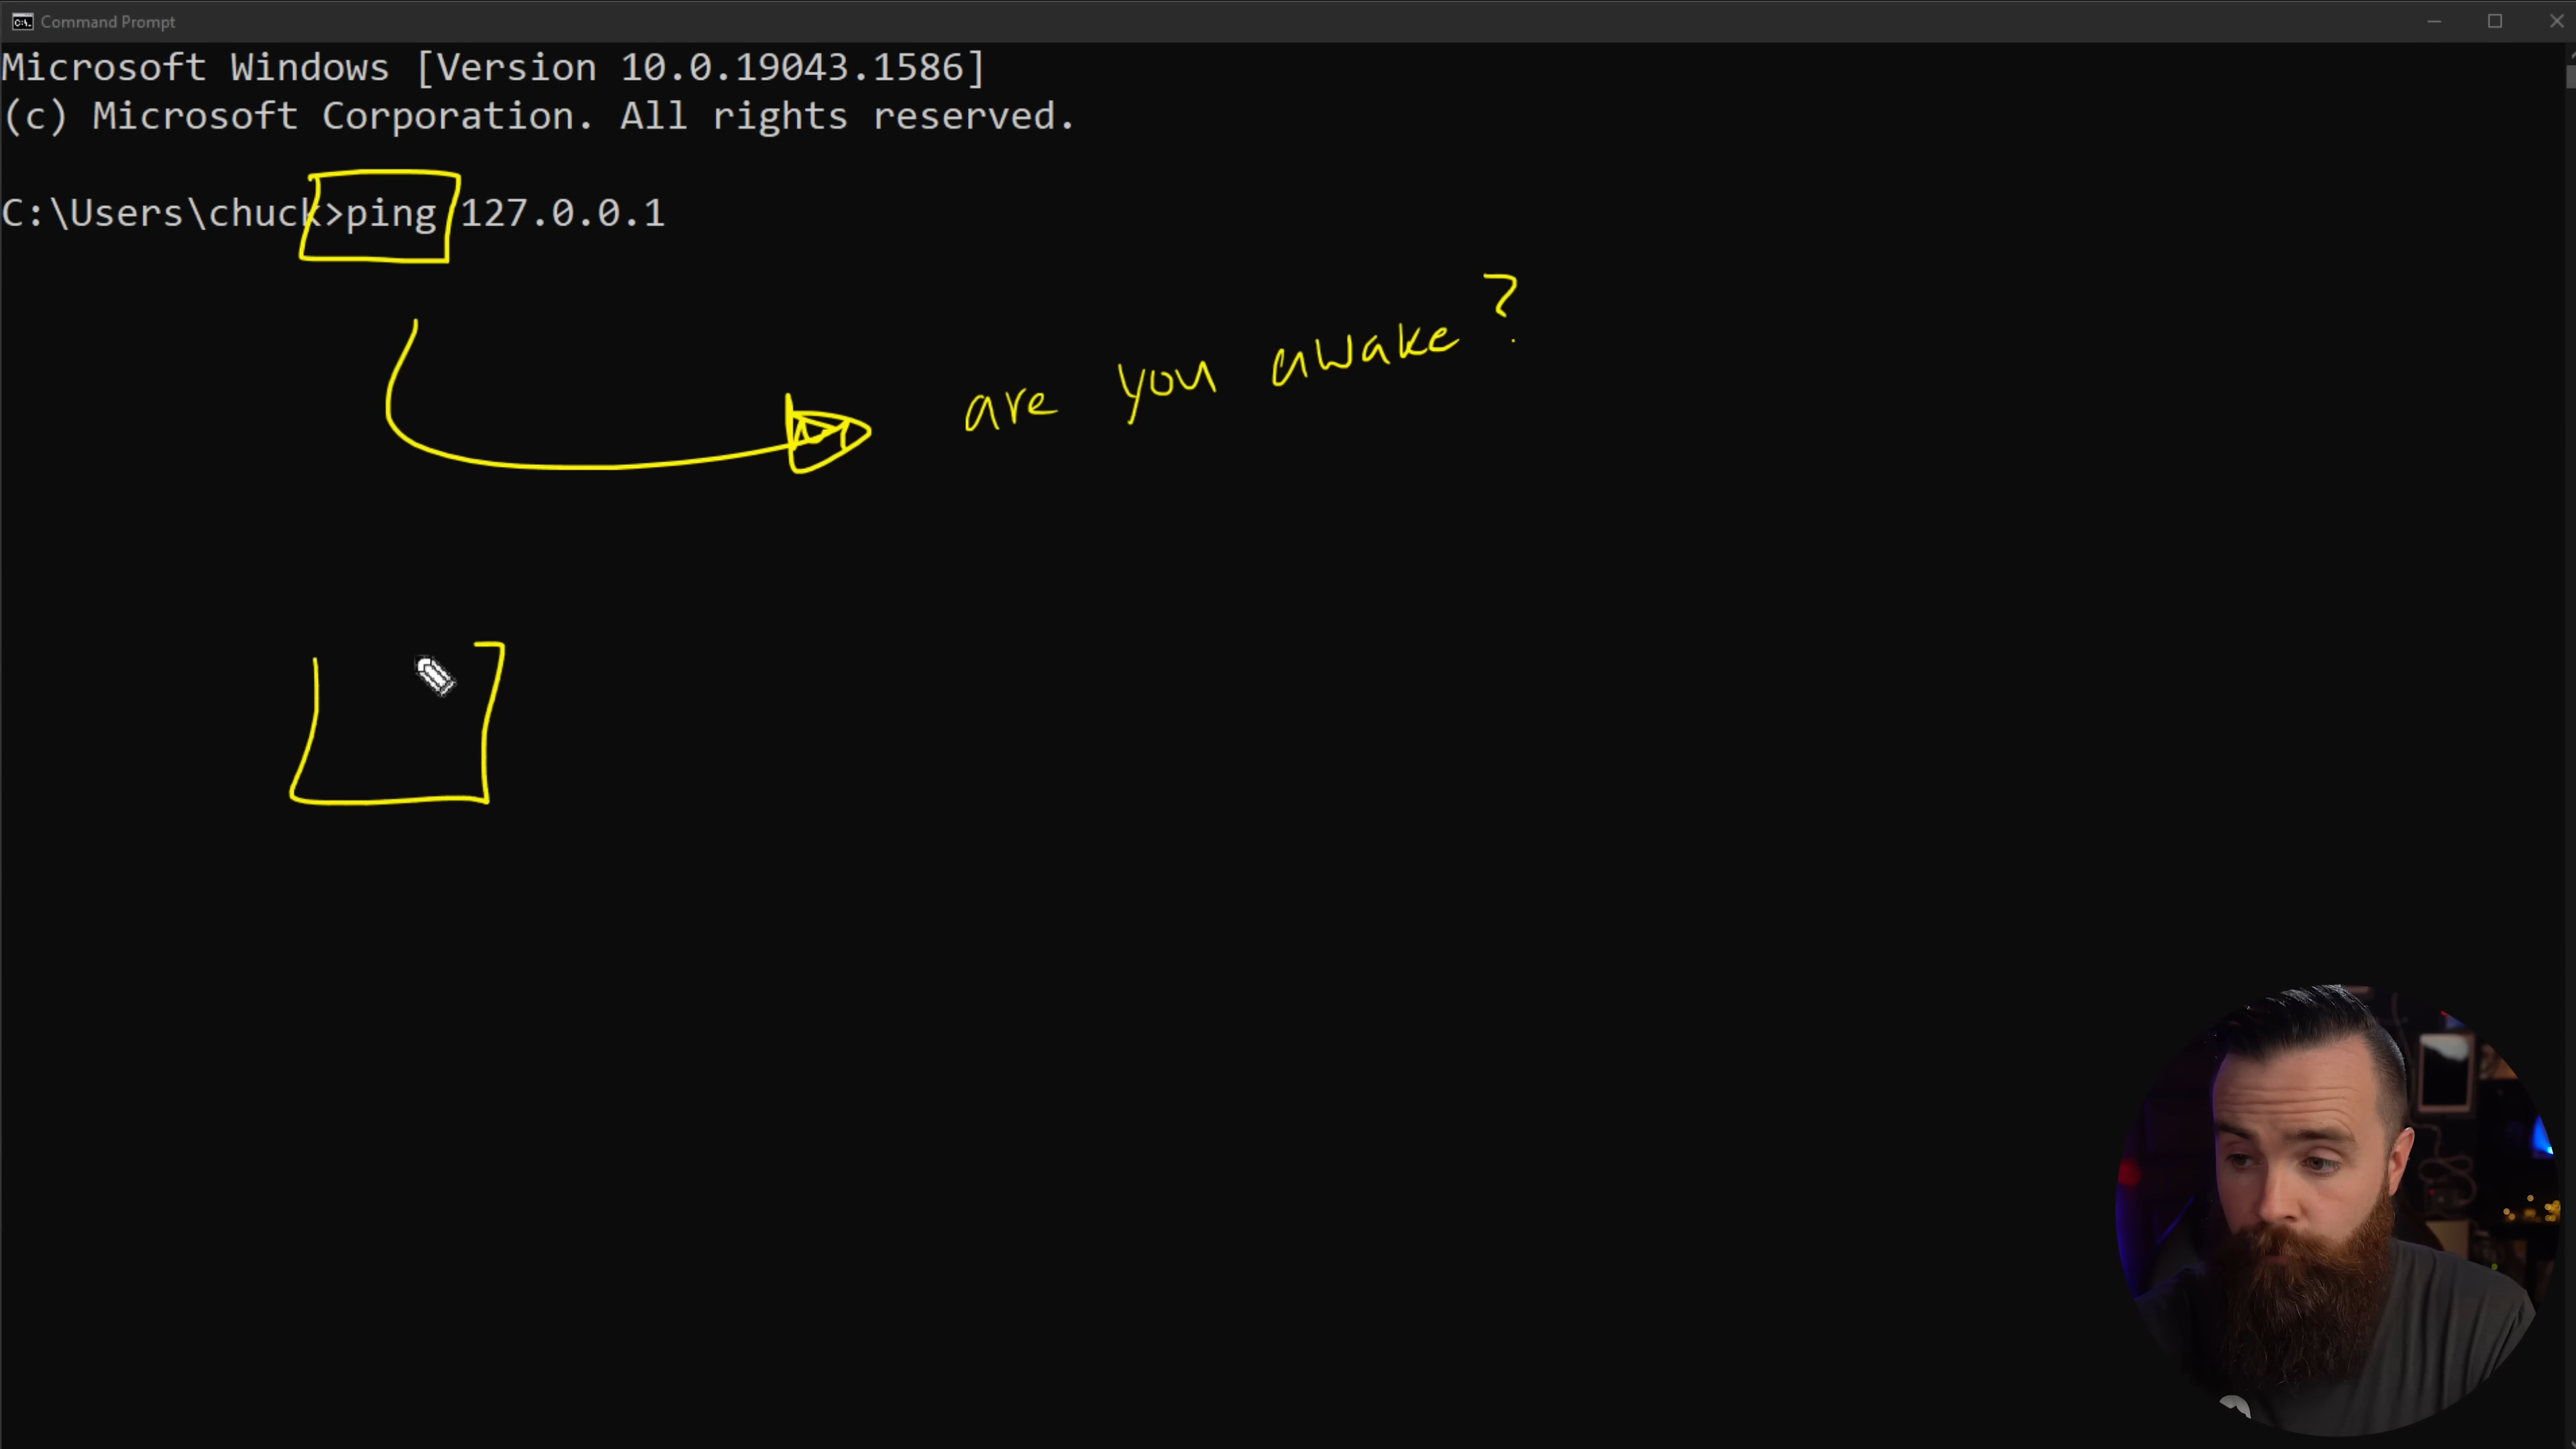 Command Prompt
Microsoft Windows [Version 10.0.19043.1586]
(c) Microsoft Corporation. All rights reserved.
C:\Users\chuck>ping 127.0.0.1
are you awake?